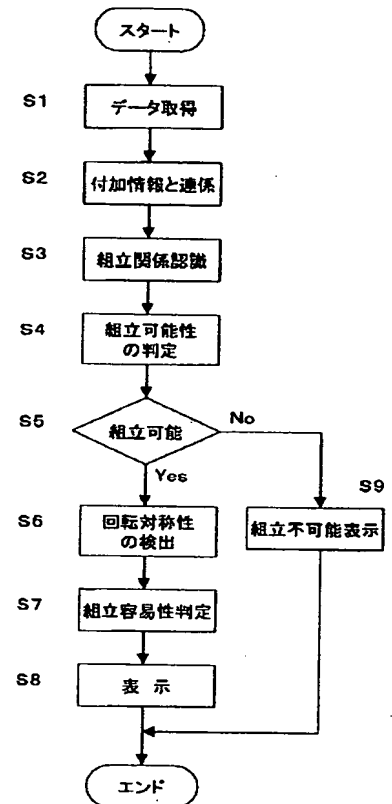 スタート
S1
データ取得
S2
付加情報と連係
S3
組立関係認識
S4
組立可能性
の判定
S5
組立可能
No
Yes
S6
回転対称性
の検出
S9
組立不可能表示
S7
組立容易性判定
S8
表 示
エンド